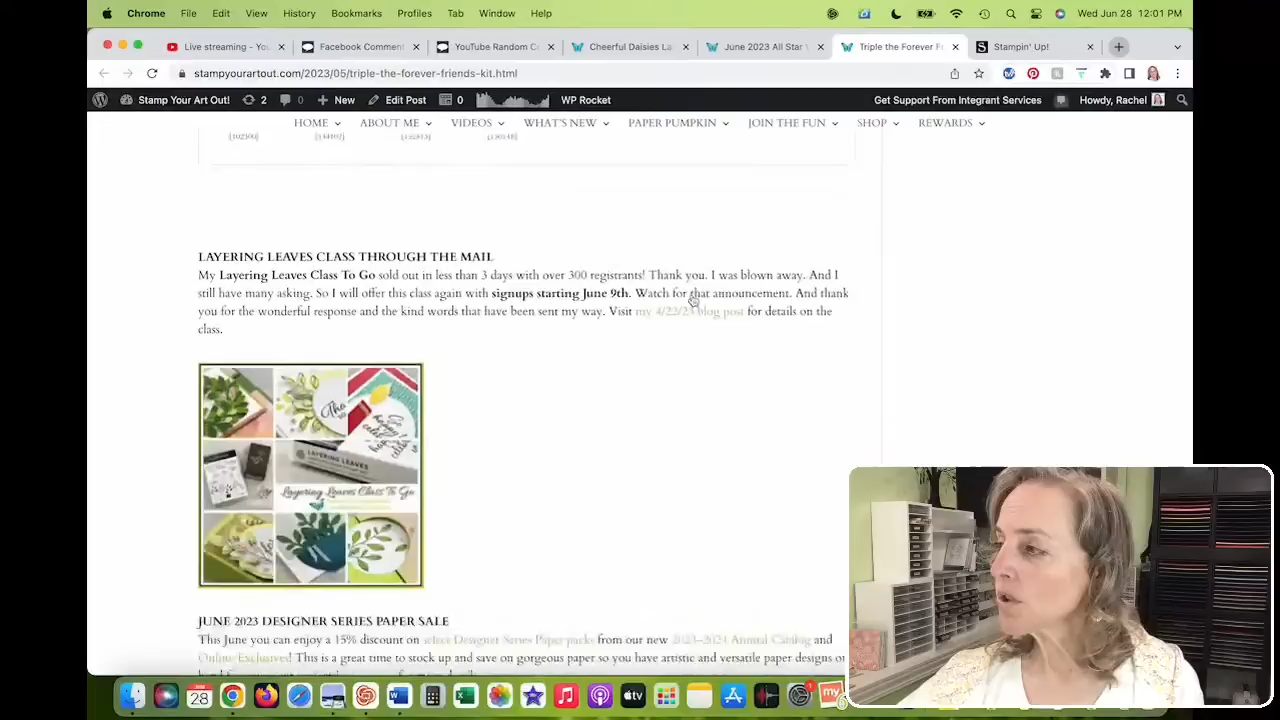 Chrome File Edit View History Bookmarks Profiles Tab Window Help Wed Jun 28 12:01 PM
Live streaming - You Facebook Comment YouTube Random Co Cheerful Daisies La June 2023 All Star Triple the Forever Fr Stampin' Up!
stampyourartout.com/2023/05/triple-the-forever-friends-kit.html
Stamp Your Art Out! 2 0 New Edit Post 0 WP Rocket Get Support From Integrant Services Howdy, Rachel
HOME ABOUT ME VIDEOS WHAT'S NEW PAPER PUMPKIN JOIN THE FUN SHOP REWARDS
LAYERING LEAVES CLASS THROUGH THE MAIL
My Layering Leaves Class To Go sold out in less than 3 days with over 300 registrants! Thank you. I was blown away. And I
still have many asking. So I will offer this class again with signups starting June 9th. Watch for that announcement. And thank
you for the wonderful response and the kind words that have been sent my way. Visit my 4/22/23 blog post for details on the
class.
LAYERING LEAVES
Layering Leaves Class To Go
JUNE 2023 DESIGNER SERIES PAPER SALE
This June you can enjoy a 15% discount on select Designer Series Paper packs from our new 2023-2024 Annual Catalog and
Online Exclusives! This is a great time to stock up and save on gorgeous paper so you have artistic and versatile paper designs
28
tv
my